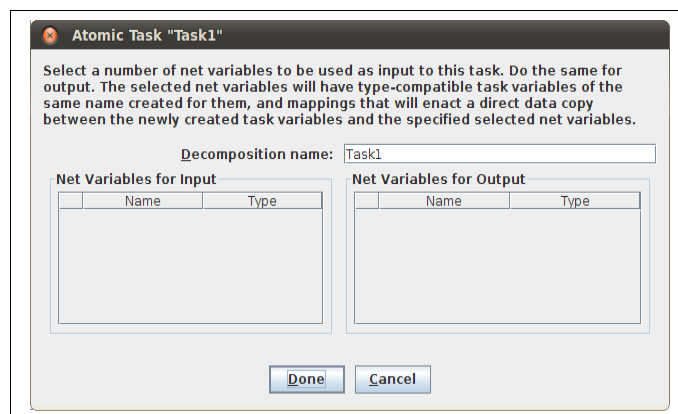 Atomic Task "Task1"
Select a number of net variables to be used as input to this task. Do the same for
output. The selected net variables will have type-compatible task variables of the
same name created for them, and mappings that will enact a direct data copy
between the newly created task variables and the specified selected net variables.
Decomposition name: Task1
Net Variables for Input
Name Type
Net Variables for Output
Name Type
Done Cancel